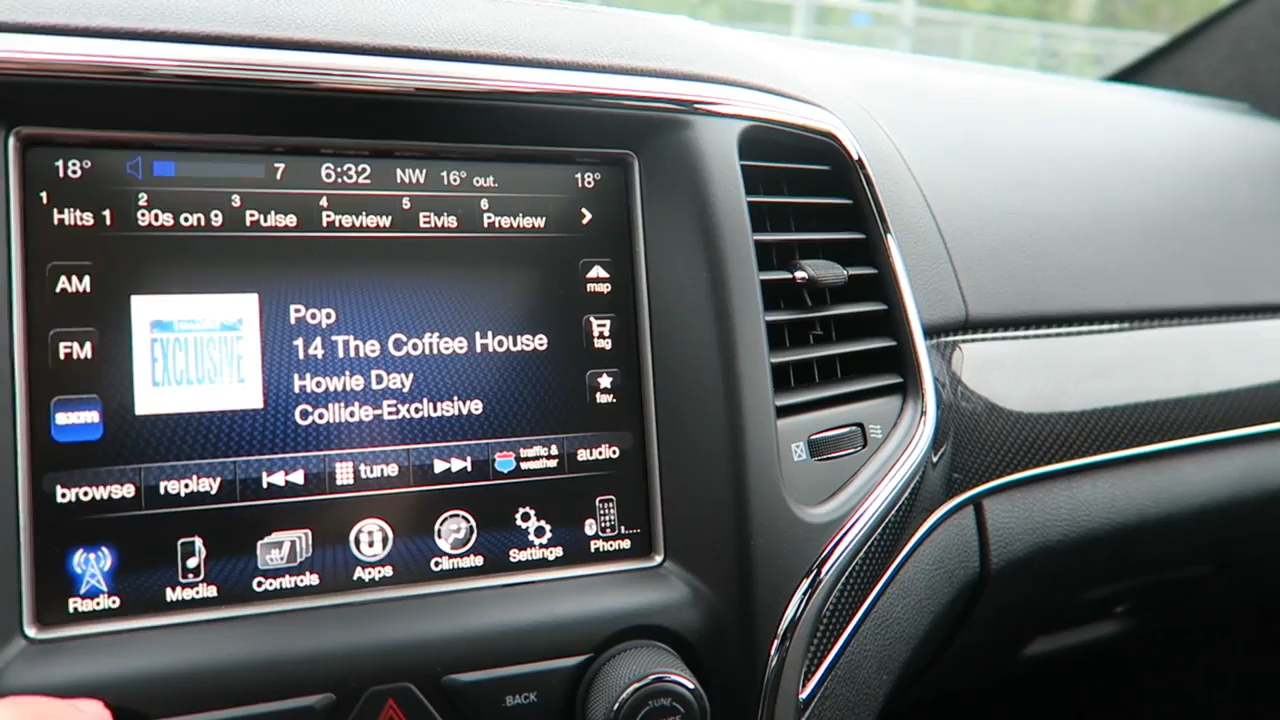 18° 7 6:32 NW 16° out. 18°
1 Hits 1 2 90s on 9 3 Pulse 4 Preview 5 Elvis 6 Preview
AM
map
Pop
EXCLUSIVE
14 The Coffee House
FM
tag
Howie Day
Collide-Exclusive
fav.
sxm
browse replay tune traffic & weather audio
Radio Media Controls Apps Climate Settings Phone
1....
BACK
TUNE